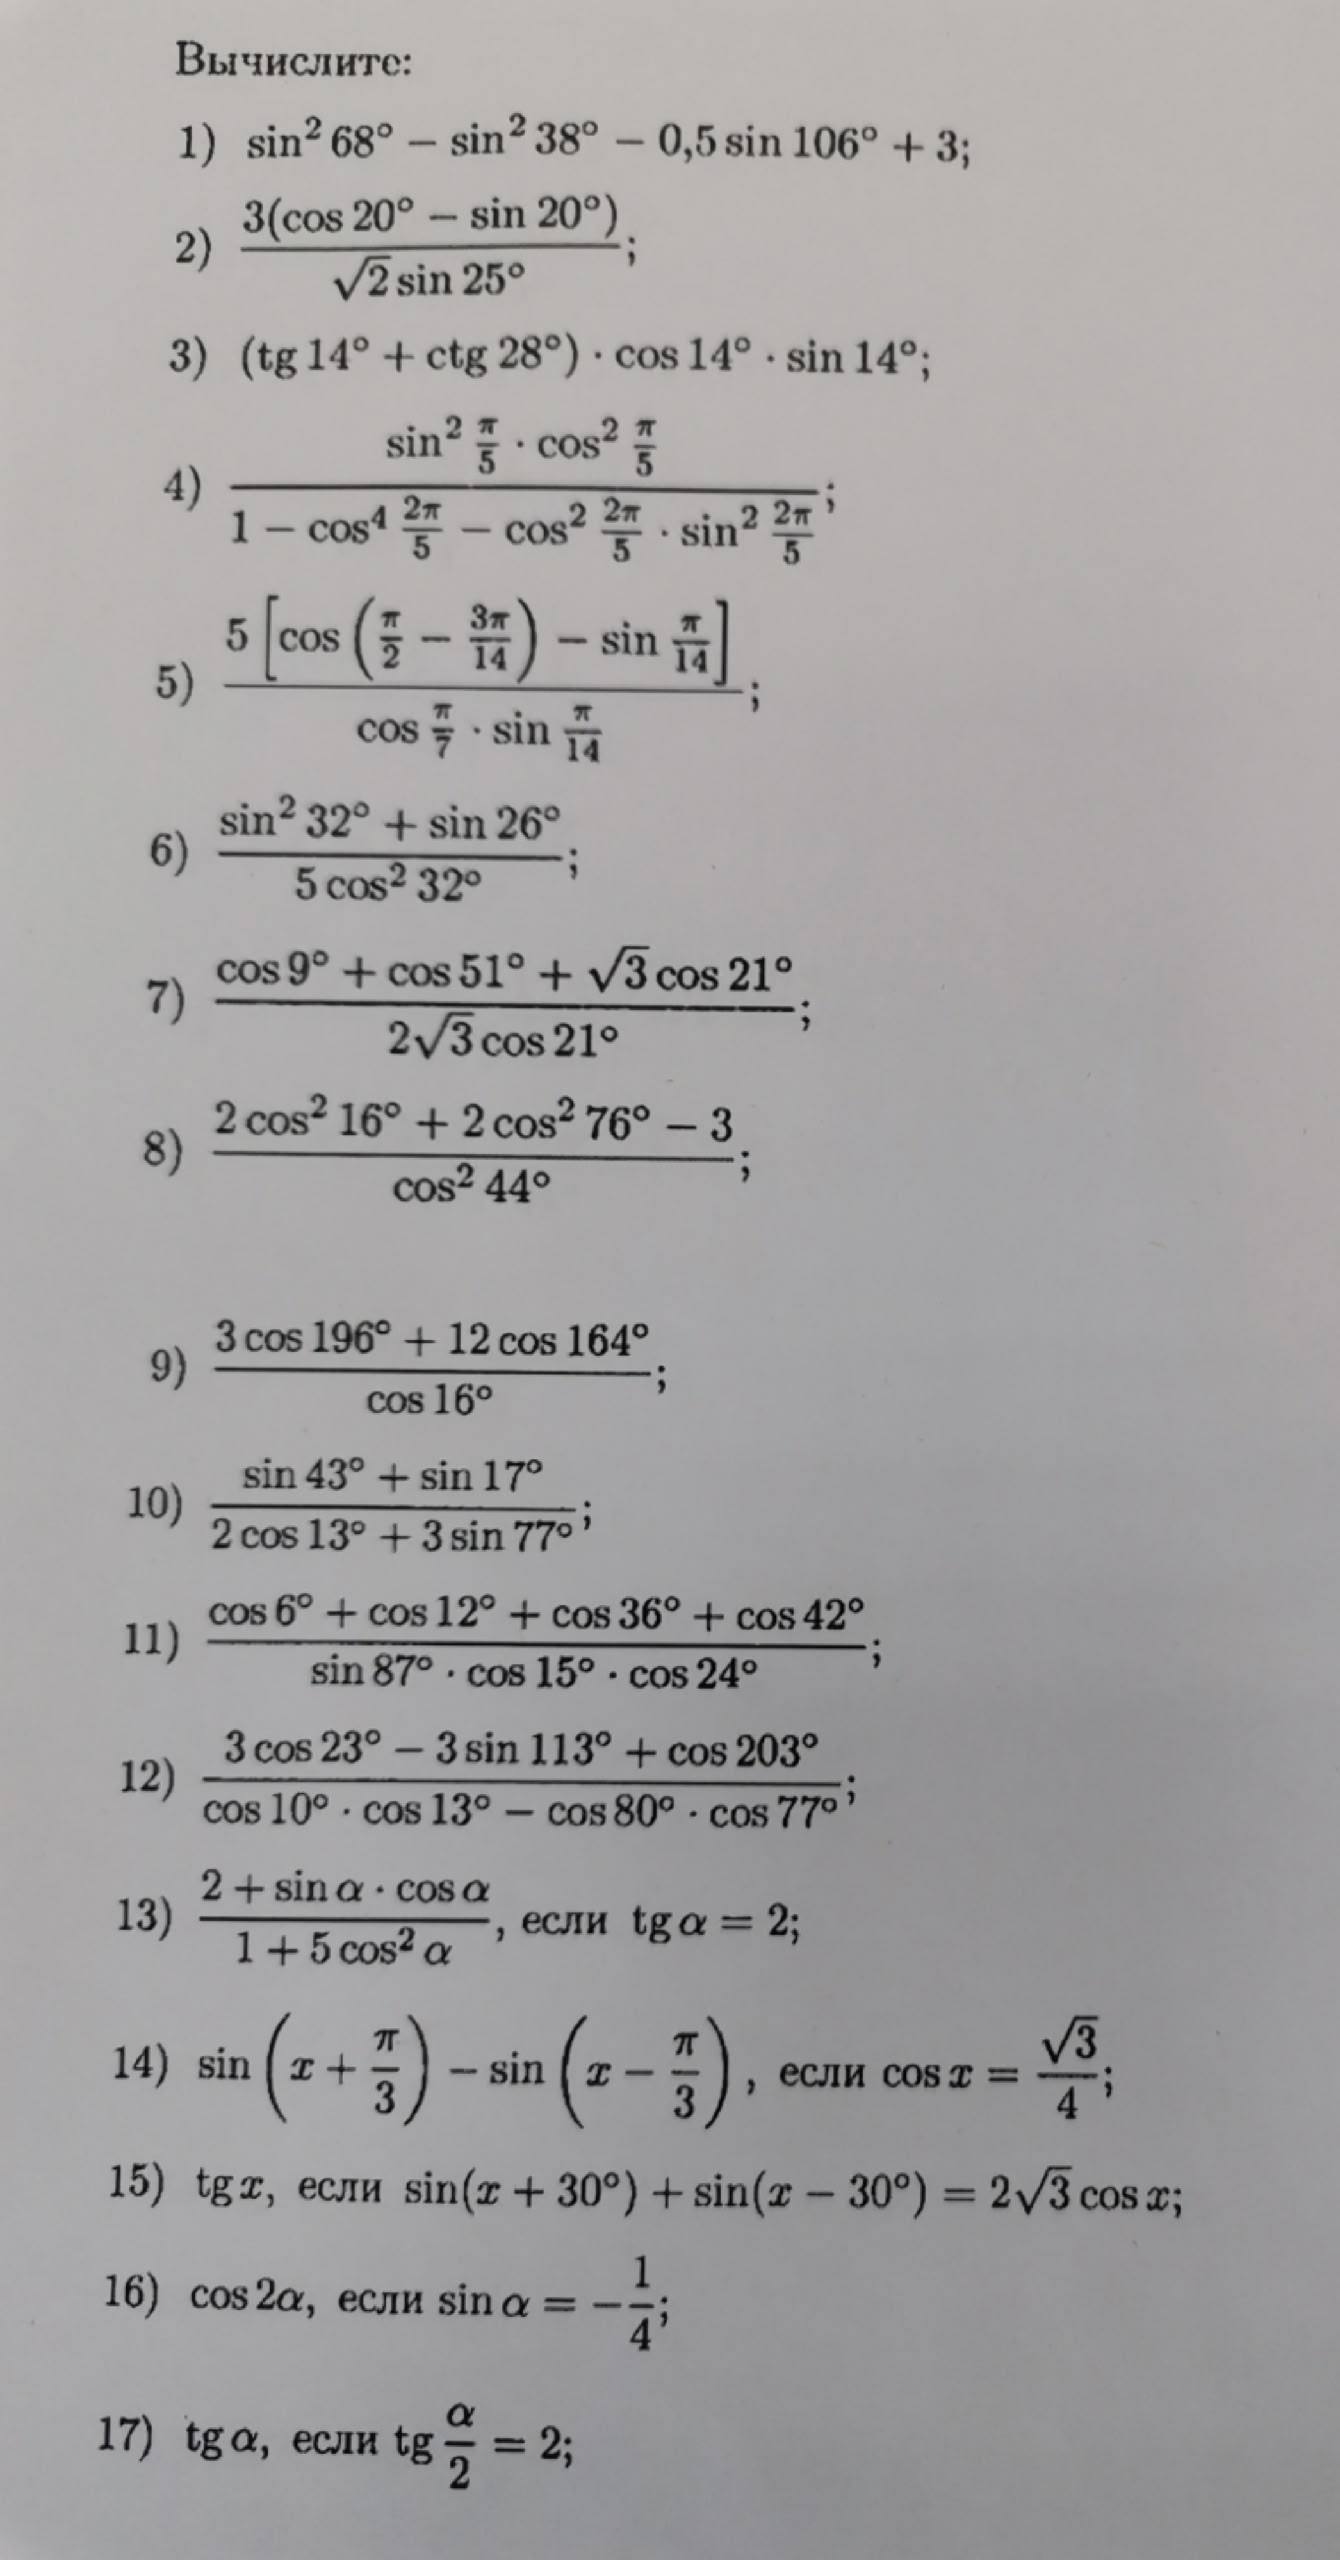 Вычислите:
1) sin² 68° − sin² 38° − 0,5 sin 106° + 3;
2) 3(cos 20° − sin 20°) / √2 sin 25°;
3) (tg 14° + ctg 28°) · cos 14° · sin 14°;
4) sin² π/5 · cos² π/5 / 1 − cos⁴ 2π/5 − cos² 2π/5 · sin² 2π/5;
5) 5 [cos (π/2 − 3π/14) − sin π/14] / cos π/7 · sin π/14;
6) sin² 32° + sin 26° / 5 cos² 32°;
7) cos 9° + cos 51° + √3 cos 21° / 2√3 cos 21°;
8) 2 cos² 16° + 2 cos² 76° − 3 / cos² 44°;
9) 3 cos 196° + 12 cos 164° / cos 16°;
10) sin 43° + sin 17° / 2 cos 13° + 3 sin 77°;
11) cos 6° + cos 12° + cos 36° + cos 42° / sin 87° · cos 15° · cos 24°;
12) 3 cos 23° − 3 sin 113° + cos 203° / cos 10° · cos 13° − cos 80° · cos 77°;
13) 2 + sin α · cos α / 1 + 5 cos² α, если tg α = 2;
14) sin (x + π/3) − sin (x − π/3), если cos x = √3/4;
15) tg x, если sin(x + 30°) + sin(x − 30°) = 2√3 cos x;
16) cos 2α, если sin α = −1/4;
17) tg α, если tg α/2 = 2;